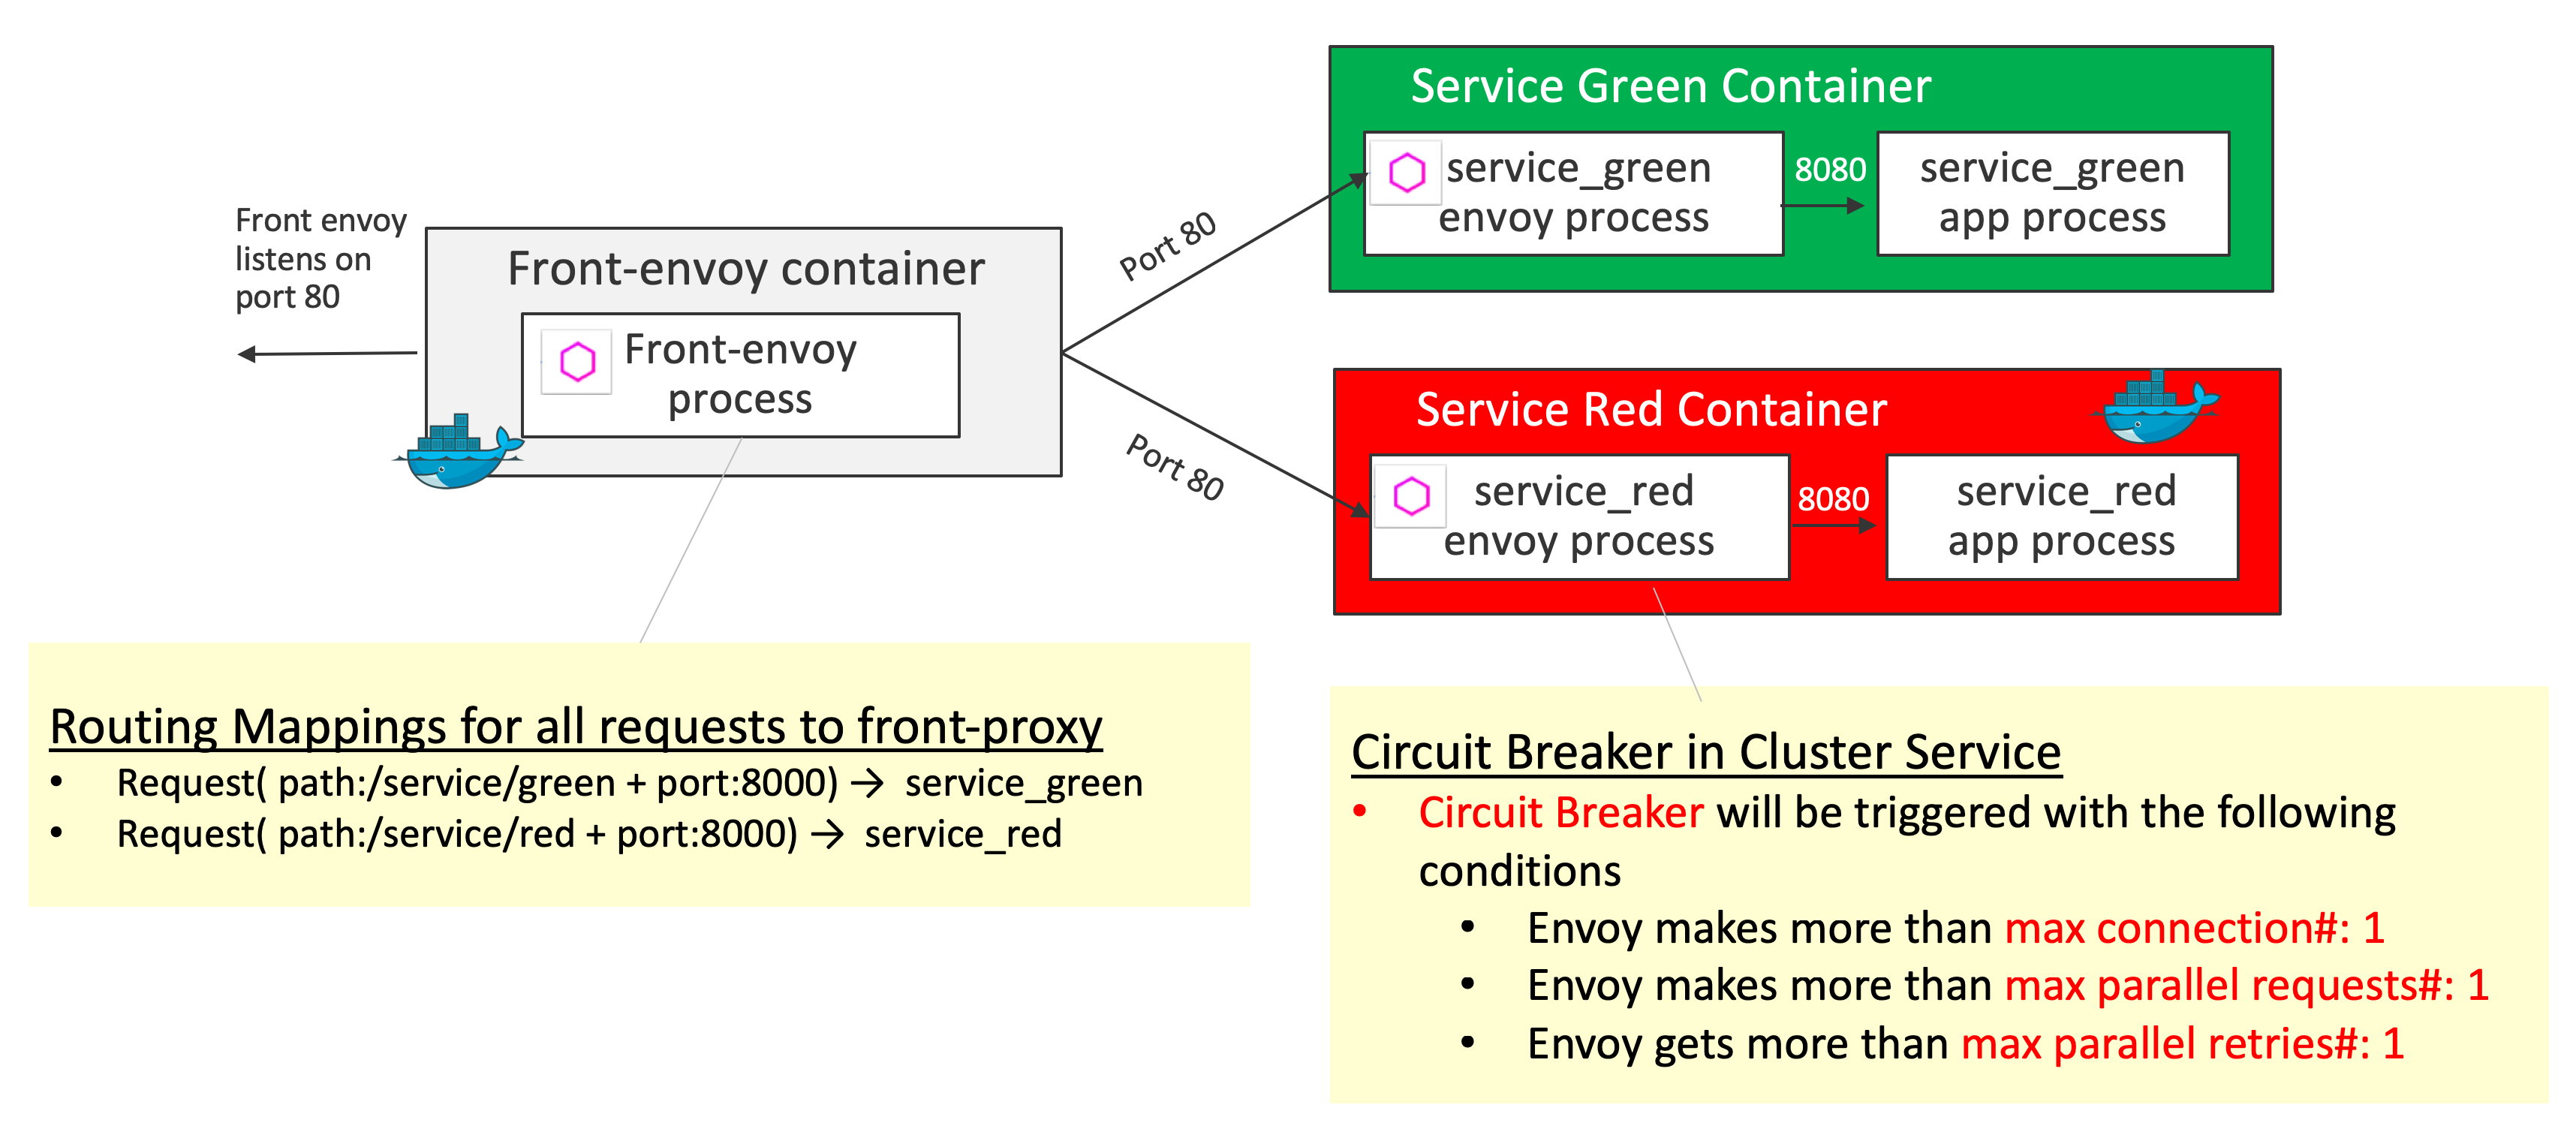 Service Green Container
service_green
envoy process
8080
service_green
app process
Front envoy
listens on
port 80
Front-envoy container
Front-envoy
process
Port 80
Port 80
Service Red Container
service_red
envoy process
8080
service_red
app process
Routing Mappings for all requests to front-proxy
• Request( path:/service/green + port:8000) → service_green
• Request( path:/service/red + port:8000) → service_red
Circuit Breaker in Cluster Service
• Circuit Breaker will be triggered with the following
conditions
• Envoy makes more than max connection#: 1
• Envoy makes more than max parallel requests#: 1
• Envoy gets more than max parallel retries#: 1